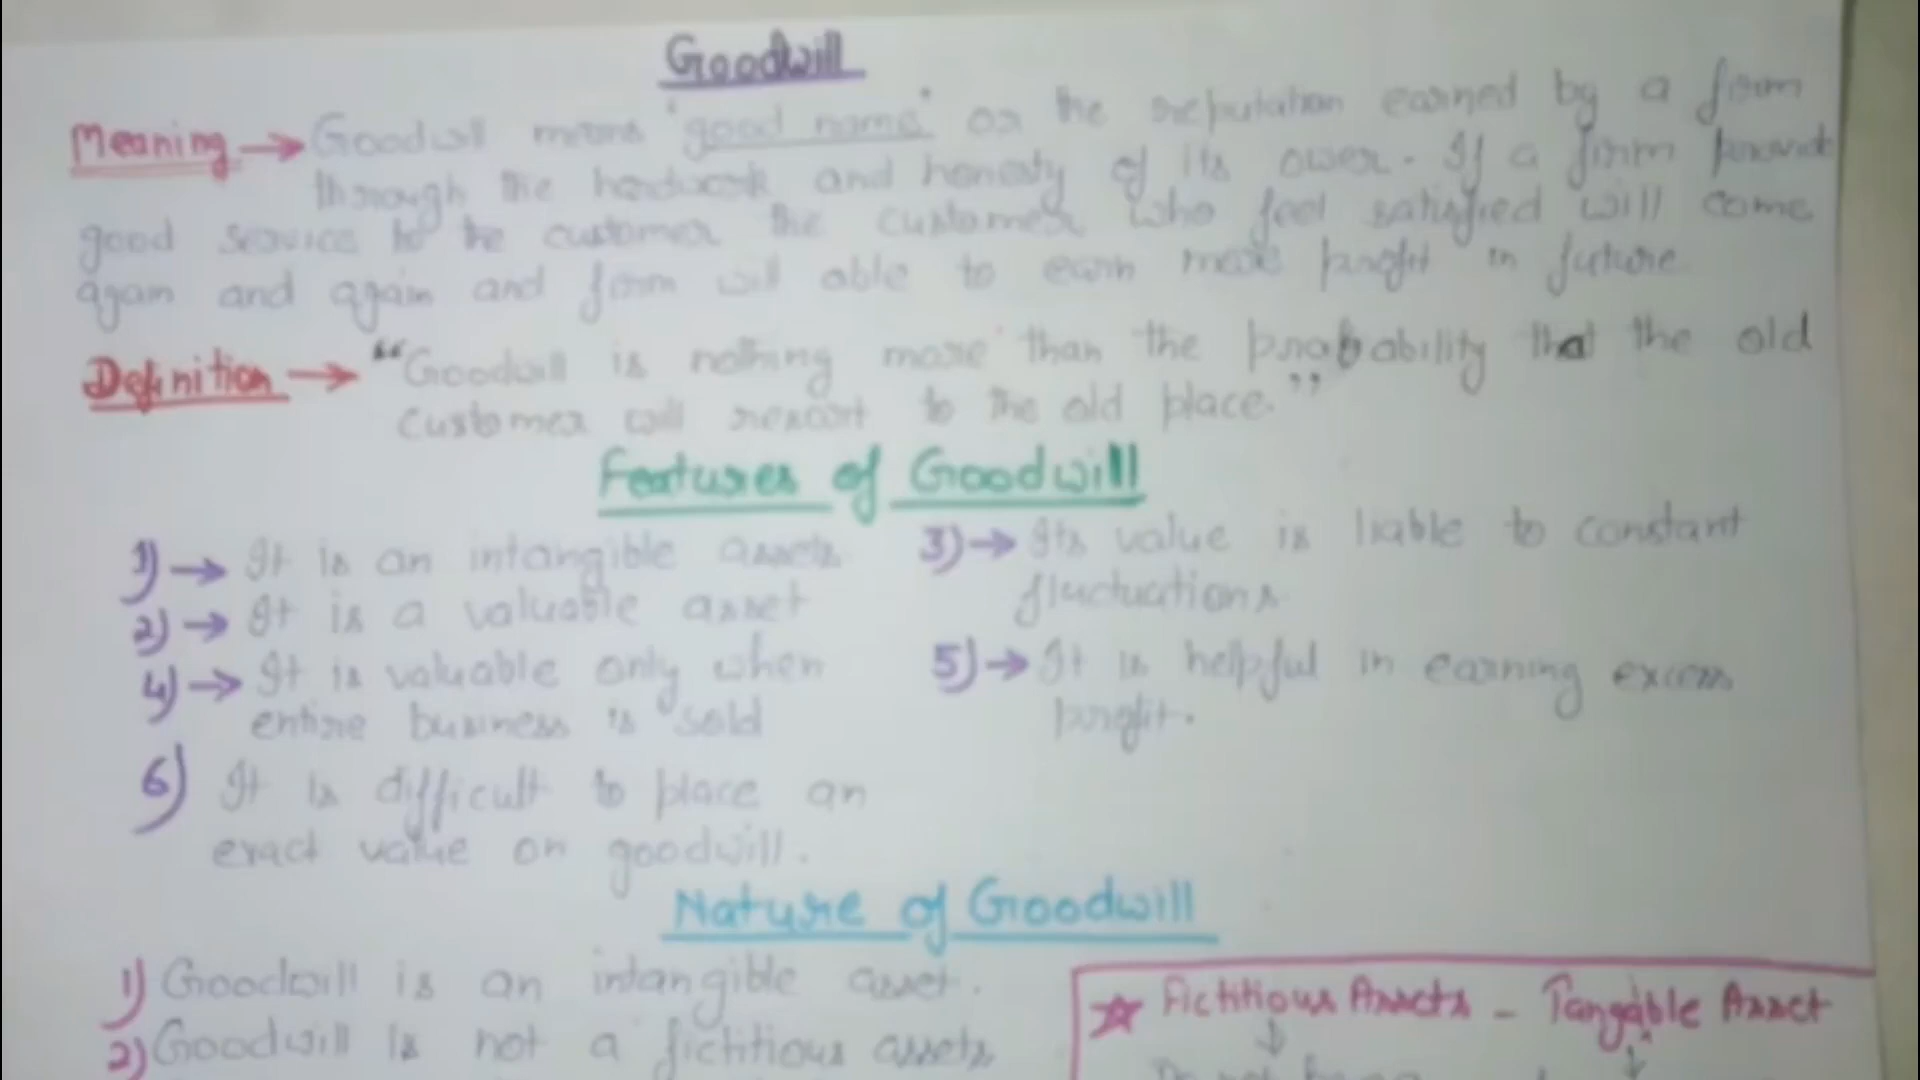 Goodwill
Meaning → Goodwill means 'good name' or the reputation earned by a firm
through the hardwork and honesty of its ower. If a firm provid
good service to the customer the customer who feel satisfied will come
again and again and firm will able to earn more profit in future
Definition → "Goodwill is nothing more than the probability that the old
customer will resort to the old place."
Features of Goodwill
1) → It is an intangible assets
2) → It is a valuable asset
3) → Its value is liable to constant
fluctuations
4) → It is valuable only when
entire business is sold
5) → It is helpful in earning excess
profit.
6) It is difficult to place an
exact value on goodwill.
Nature of Goodwill
1) Goodwill is an intangible asset.
2) Goodwill is not a fictitious assets
☆ Fictitious Assets - Tangable Asset
Do not